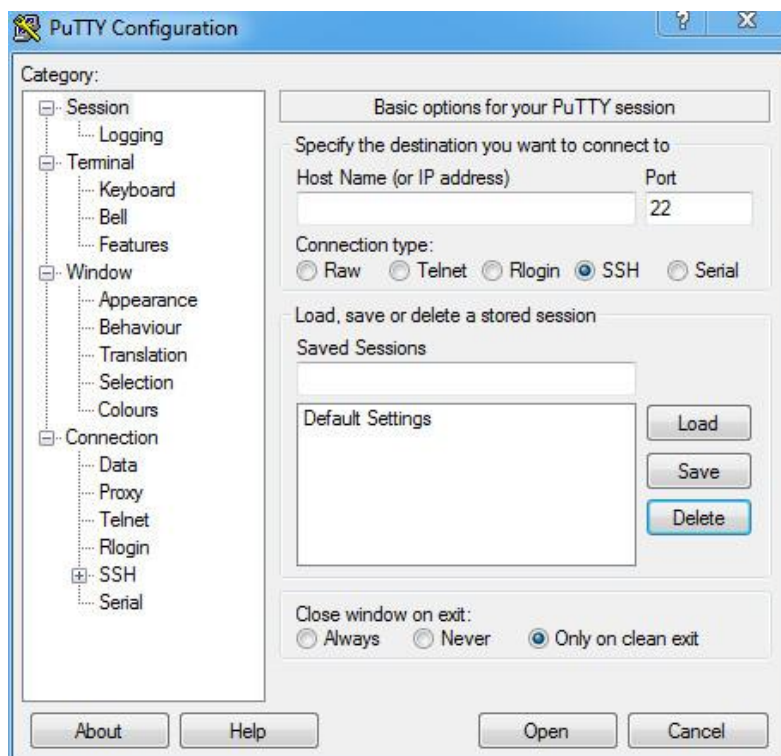 PuTTY Configuration
?
X
Category:
Session
Logging
Terminal
Keyboard
Bell
Features
Window
Appearance
Behaviour
Translation
Selection
Colours
Connection
Data
Proxy
Telnet
Rlogin
SSH
Serial
Basic options for your PuTTY session
Specify the destination you want to connect to
Host Name (or IP address) Port
22
Connection type:
Raw Telnet Rlogin SSH Serial
Load, save or delete a stored session
Saved Sessions
Default Settings
Load
Save
Delete
Close window on exit:
Always Never Only on clean exit
About Help Open Cancel